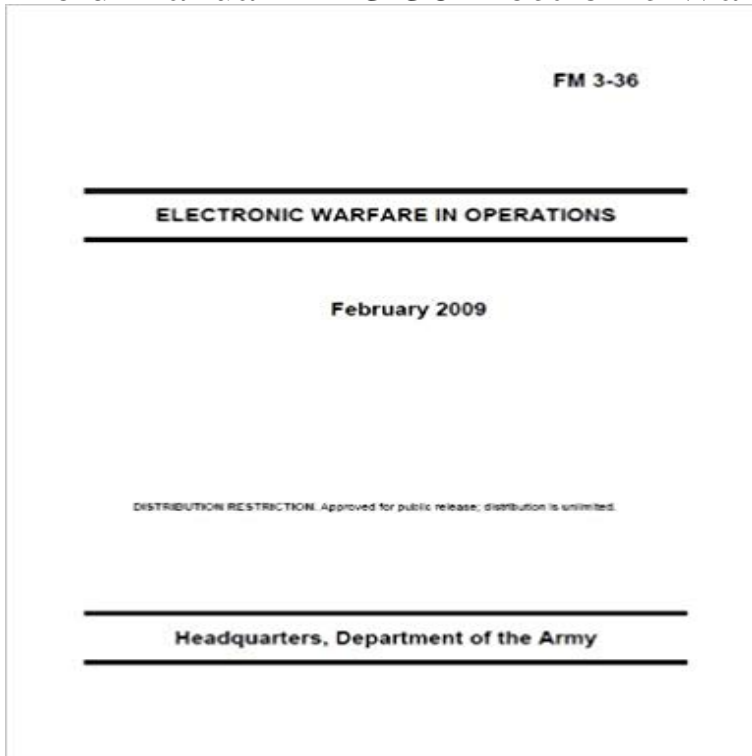 FM 3-36
ELECTRONIC WARFARE IN OPERATIONS
February 2009
DISTRIBUTION RESTRICTION. Approved for public release; distribution is unlimited.
Headquarters, Department of the Army